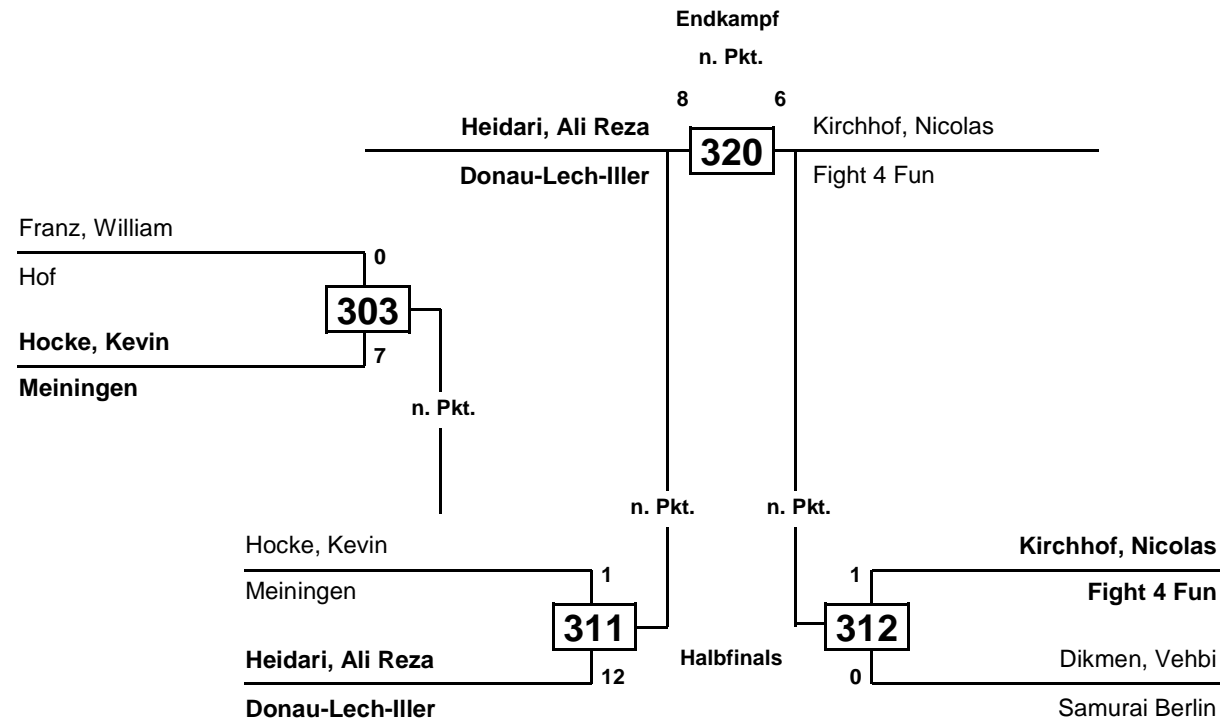 Endkampf
n. Pkt.
8 6
Heidari, Ali Reza 320 Kirchhof, Nicolas
Donau-Lech-Iller Fight 4 Fun
Franz, William
0
Hof
303
Hocke, Kevin
7
Meiningen
n. Pkt.
n. Pkt. n. Pkt.
Hocke, Kevin Kirchhof, Nicolas
1 1
Meiningen Fight 4 Fun
311 312
Heidari, Ali Reza Halbfinals Dikmen, Vehbi
12 0
Donau-Lech-Iller Samurai Berlin